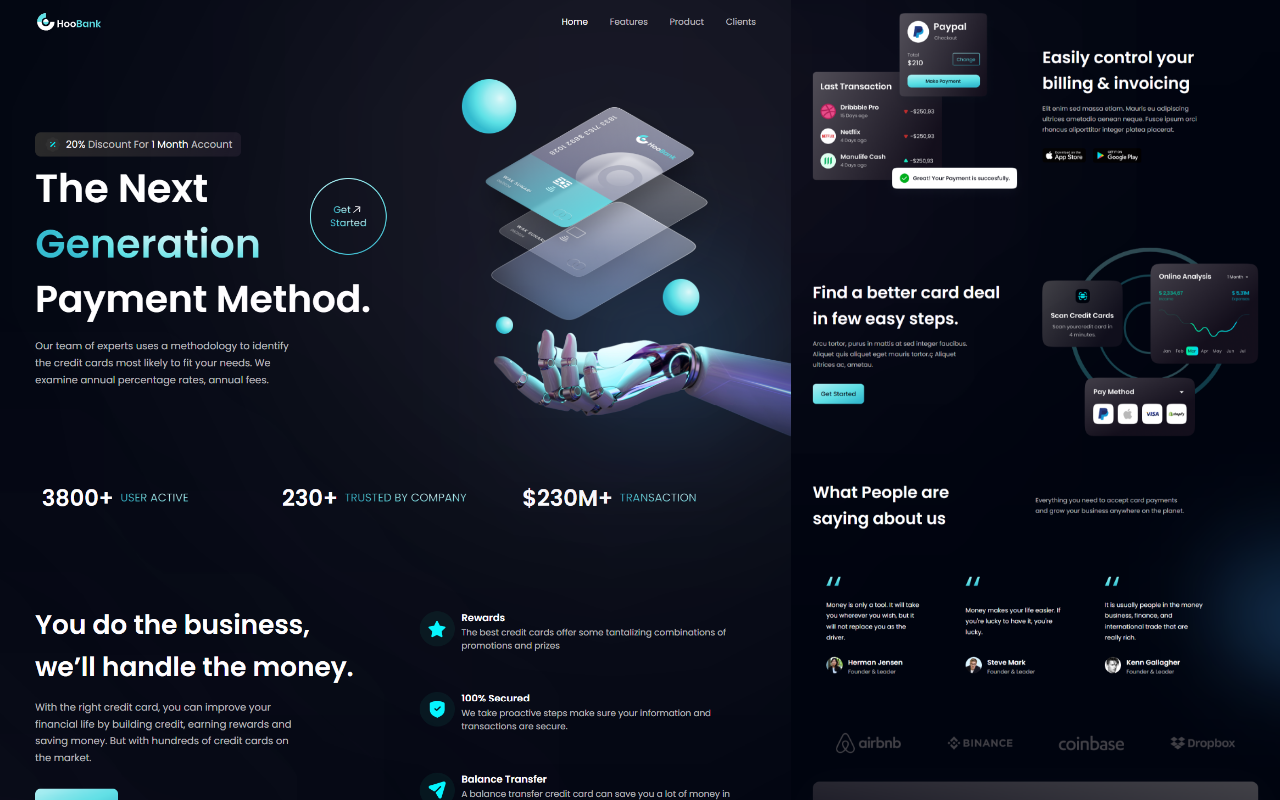 HooBank
Home
Features
Product
Clients
20% Discount For 1 Month Account
The Next
Generation
Payment Method.
Get
Started
Our team of experts uses a methodology to identify
the credit cards most likely to fit your needs. We
examine annual percentage rates, annual fees.
HooBank
3800+ USER ACTIVE
230+ TRUSTED BY COMPANY
$230M+ TRANSACTION
You do the business,
we’ll handle the money.
With the right credit card, you can improve your
financial life by building credit, earning rewards and
saving money. But with hundreds of credit cards on
the market.
Rewards
The best credit cards offer some tantalizing combinations of
promotions and prizes
100% Secured
We take proactive steps make sure your information and
transactions are secure.
Balance Transfer
A balance transfer credit card can save you a lot of money in
Paypal
Checkout
Total
$210
Change
Make Payment
Last Transaction
Dribbble Pro
15 Days ago
-$250,93
Netflix
4 Days ago
-$250,93
Manulife Cash
4 Days ago
-$250,93
Great! Your Payment is succesfully.
Easily control your
billing & invoicing
Elit enim sed massa etiam. Mauris eu adipiscing
ultrices ametodio aenean neque. Fusce ipsum orci
rhoncus aliporttitor integer platea placerat.
Download on the
App Store
GET IT ON
Google Play
Find a better card deal
in few easy steps.
Arcu tortor, purus in mattis at sed integer faucibus.
Aliquet quis aliquet eget mauris tortor.ç Aliquet
ultrices ac, ametau.
Get Started
Scan Credit Cards
Scan yourcredit card in
4 minutes.
Online Analysis
1 Month
Jan Feb Mar Apr May Jun Jul
Pay Method
VISA
shopify
What People are
saying about us
Everything you need to accept card payments
and grow your business anywhere on the planet.
Money is only a tool. It will take
you wherever you wish, but it
will not replace you as the
driver.
Herman Jensen
Founder & Leader
Money makes your life easier. If
you're lucky to have it, you're
lucky.
Steve Mark
Founder & Leader
It is usually people in the money
business, finance, and
international trade that are
really rich.
Kenn Gallagher
Founder & Leader
airbnb
BINANCE
coinbase
Dropbox